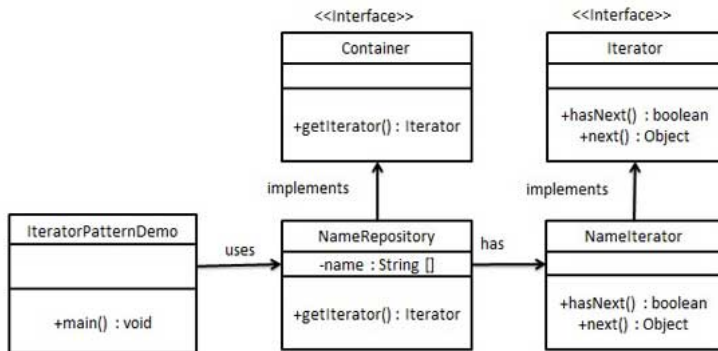 <<Interface>>
Container
+getIterator() : Iterator
<<Interface>>
Iterator
+hasNext() : boolean
+next() : Object
implements
implements
IteratorPatternDemo
+main() : void
uses
NameRepository
-name : String []
+getIterator() : Iterator
has
NameIterator
+hasNext() : boolean
+next() : Object